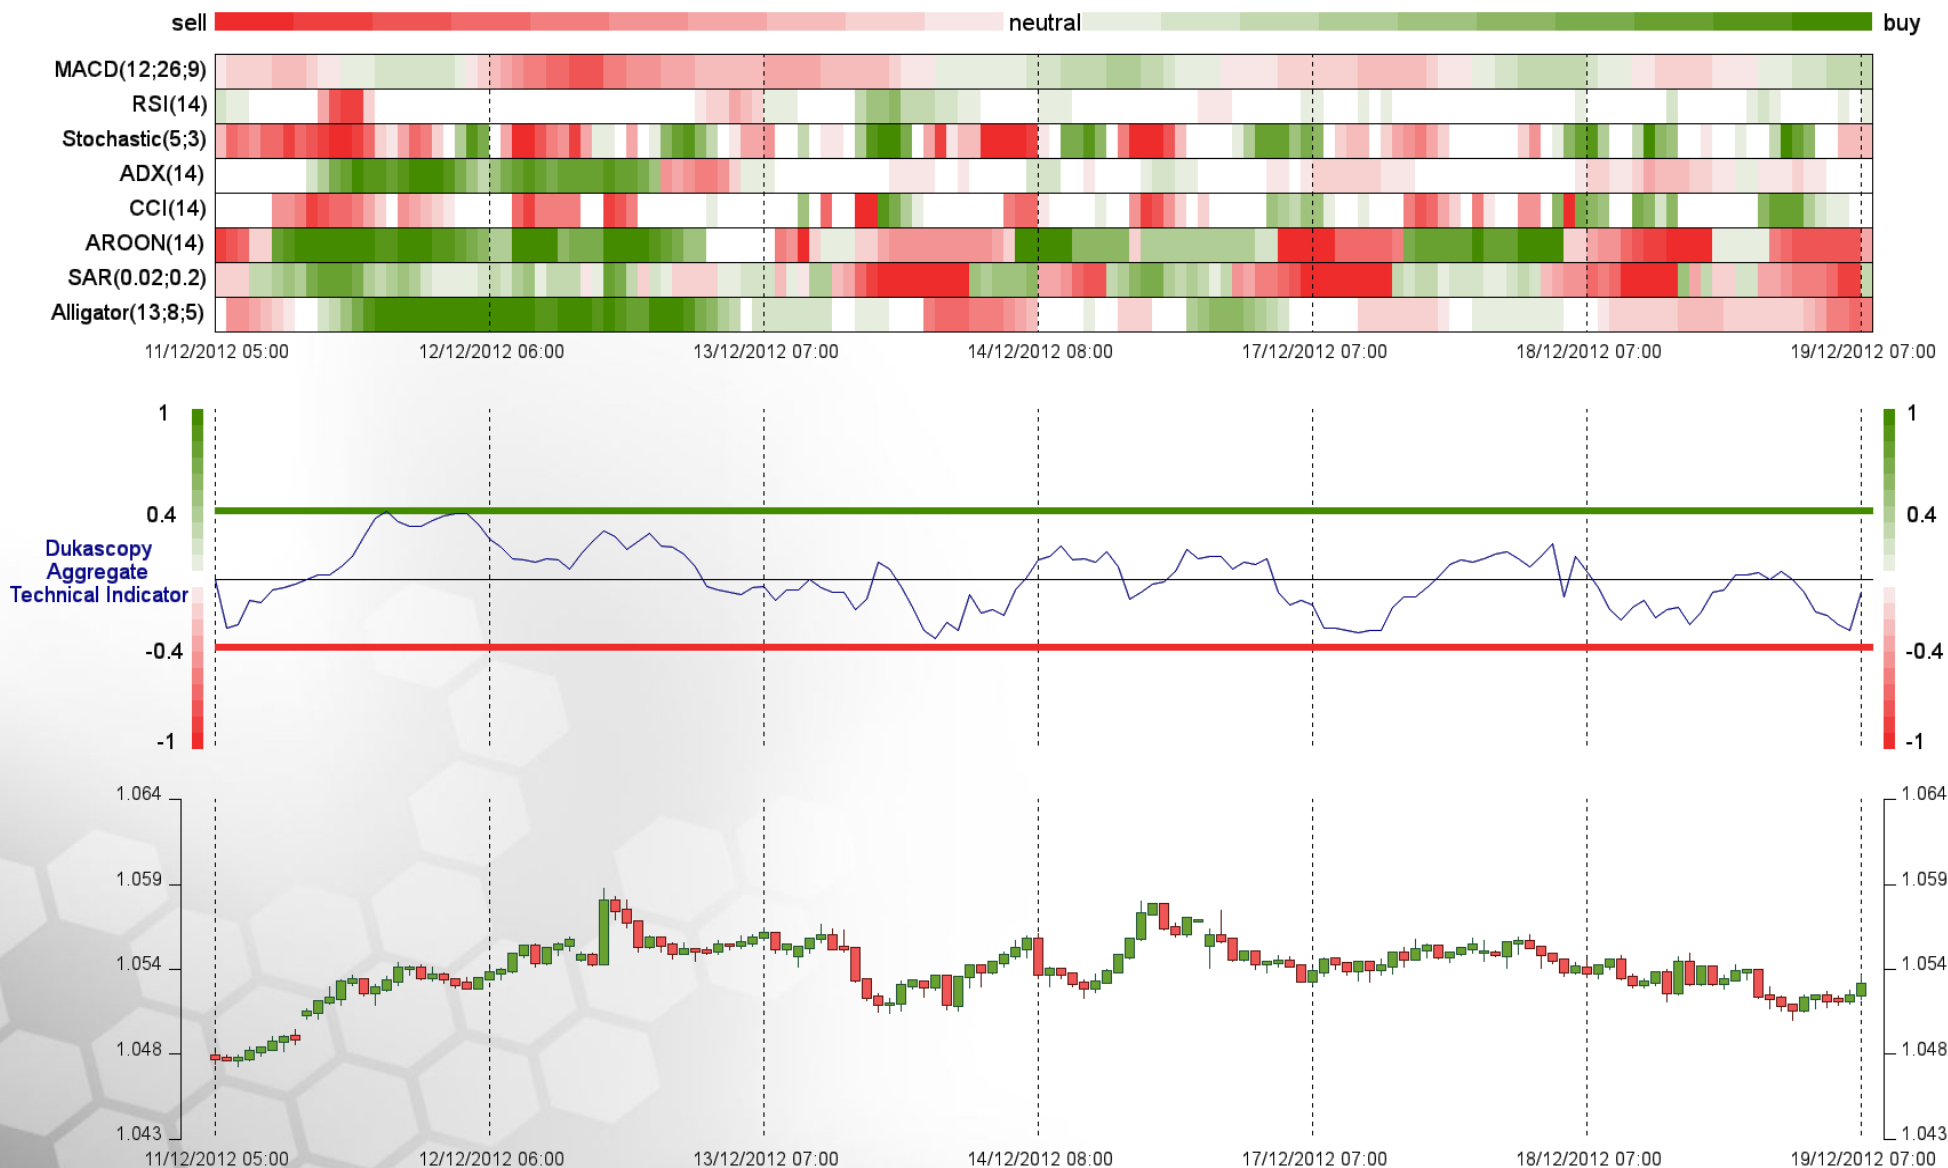 sell neutral buy
MACD(12;26;9)
RSI(14)
Stochastic(5;3)
ADX(14)
CCI(14)
AROON(14)
SAR(0.02;0.2)
Alligator(13;8;5)
11/12/2012 05:00 12/12/2012 06:00 13/12/2012 07:00 14/12/2012 08:00 17/12/2012 07:00 18/12/2012 07:00 19/12/2012 07:00
1 1
0.4 0.4
Dukascopy
Aggregate
Technical Indicator
-0.4 -0.4
-1 -1
1.064 1.064
1.059 1.059
1.054 1.054
1.048 1.048
1.043 1.043
11/12/2012 05:00 12/12/2012 06:00 13/12/2012 07:00 14/12/2012 08:00 17/12/2012 07:00 18/12/2012 07:00 19/12/2012 07:00